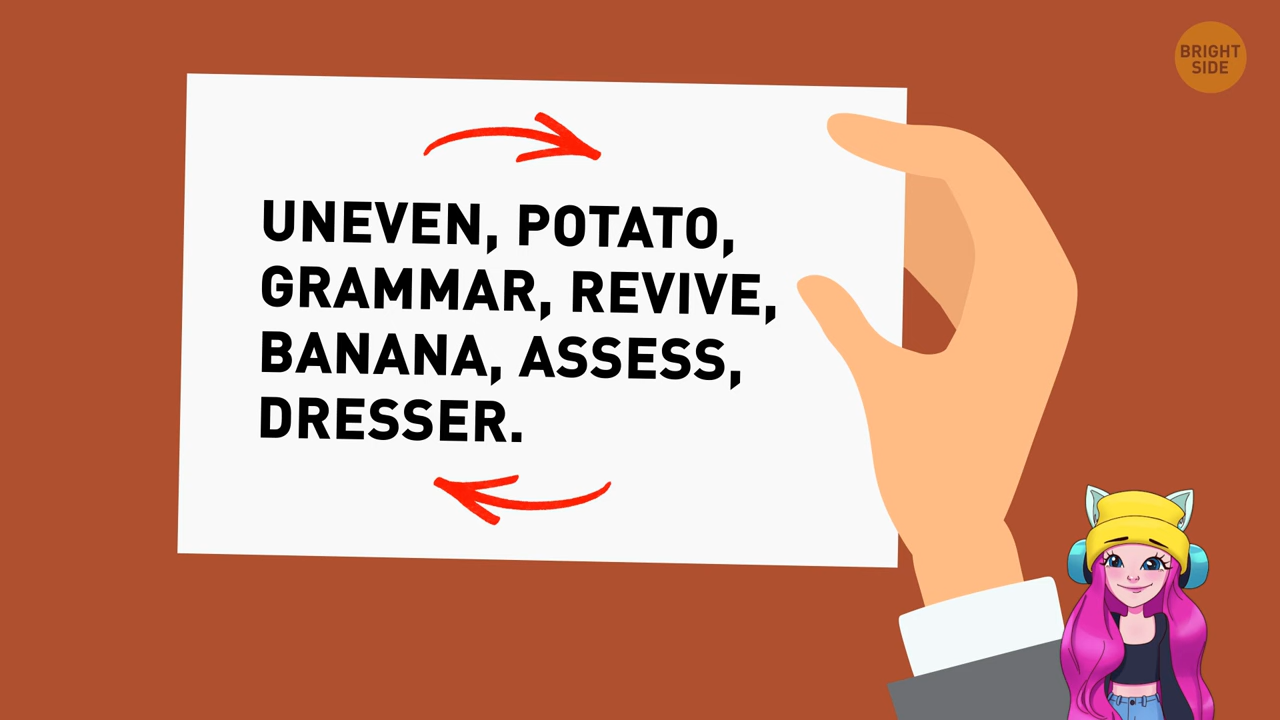 BRIGHT
SIDE
UNEVEN, POTATO,
GRAMMAR, REVIVE,
BANANA, ASSESS,
DRESSER.